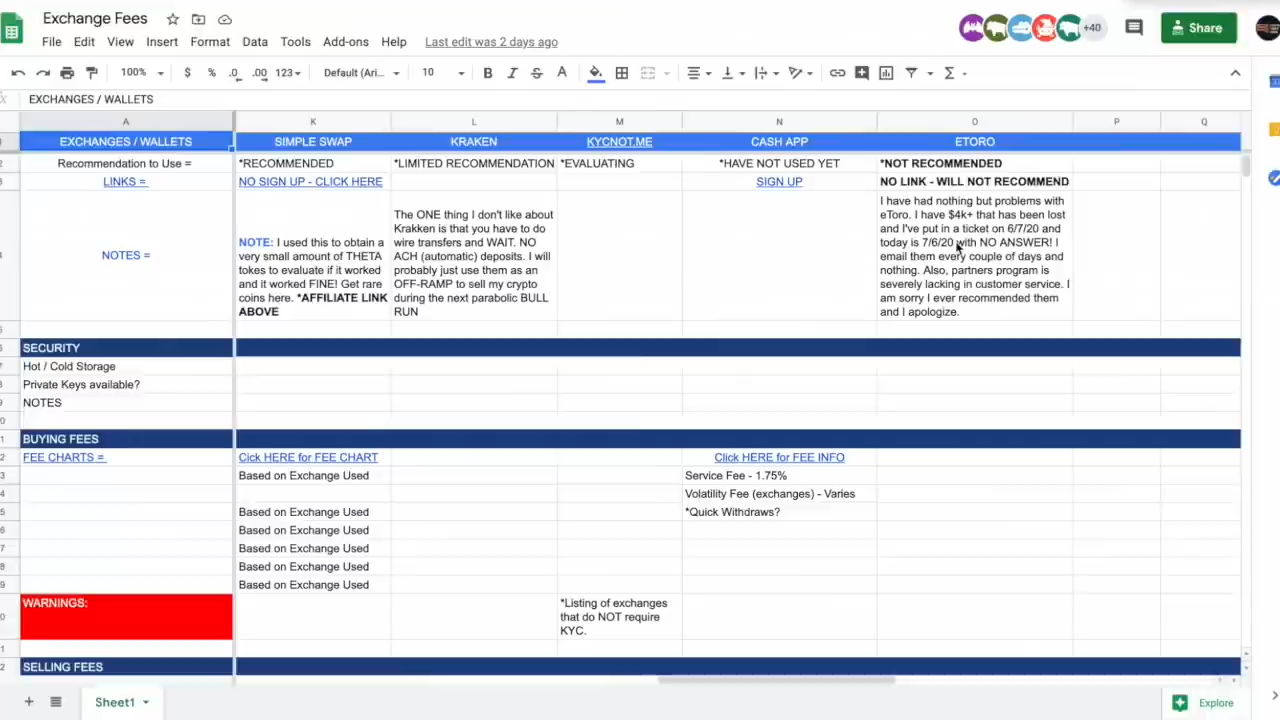 Exchange Fees
File Edit View Insert Format Data Tools Add-ons Help Last edit was 2 days ago
+40
Share
100% $ % .0 .00 123 Default (Ari... 10 B I S A
EXCHANGES / WALLETS
A K L M N O P Q
EXCHANGES / WALLETS SIMPLE SWAP KRAKEN KYCNOT.ME CASH APP ETORO
Recommendation to Use = *RECOMMENDED *LIMITED RECOMMENDATION *EVALUATING *HAVE NOT USED YET *NOT RECOMMENDED
LINKS = NO SIGN UP - CLICK HERE SIGN UP NO LINK - WILL NOT RECOMMEND
NOTES =
NOTE: I used this to obtain a
very small amount of THETA
tokes to evaluate if it worked
and it worked FINE! Get rare
coins here. *AFFILIATE LINK
ABOVE
The ONE thing I don't like about
Krakken is that you have to do
wire transfers and WAIT. NO
ACH (automatic) deposits. I will
probably just use them as an
OFF-RAMP to sell my crypto
during the next parabolic BULL
RUN
I have had nothing but problems with
eToro. I have $4k+ that has been lost
and I've put in a ticket on 6/7/20 and
today is 7/6/20 with NO ANSWER! I
email them every couple of days and
nothing. Also, partners program is
severely lacking in customer service. I
am sorry I ever recommended them
and I apologize.
SECURITY
Hot / Cold Storage
Private Keys available?
NOTES
BUYING FEES
FEE CHARTS = Cick HERE for FEE CHART Click HERE for FEE INFO
Based on Exchange Used Service Fee - 1.75%
Volatility Fee (exchanges) - Varies
Based on Exchange Used *Quick Withdraws?
Based on Exchange Used
Based on Exchange Used
Based on Exchange Used
Based on Exchange Used
WARNINGS:
*Listing of exchanges
that do NOT require
KYC.
SELLING FEES
Sheet1
Explore